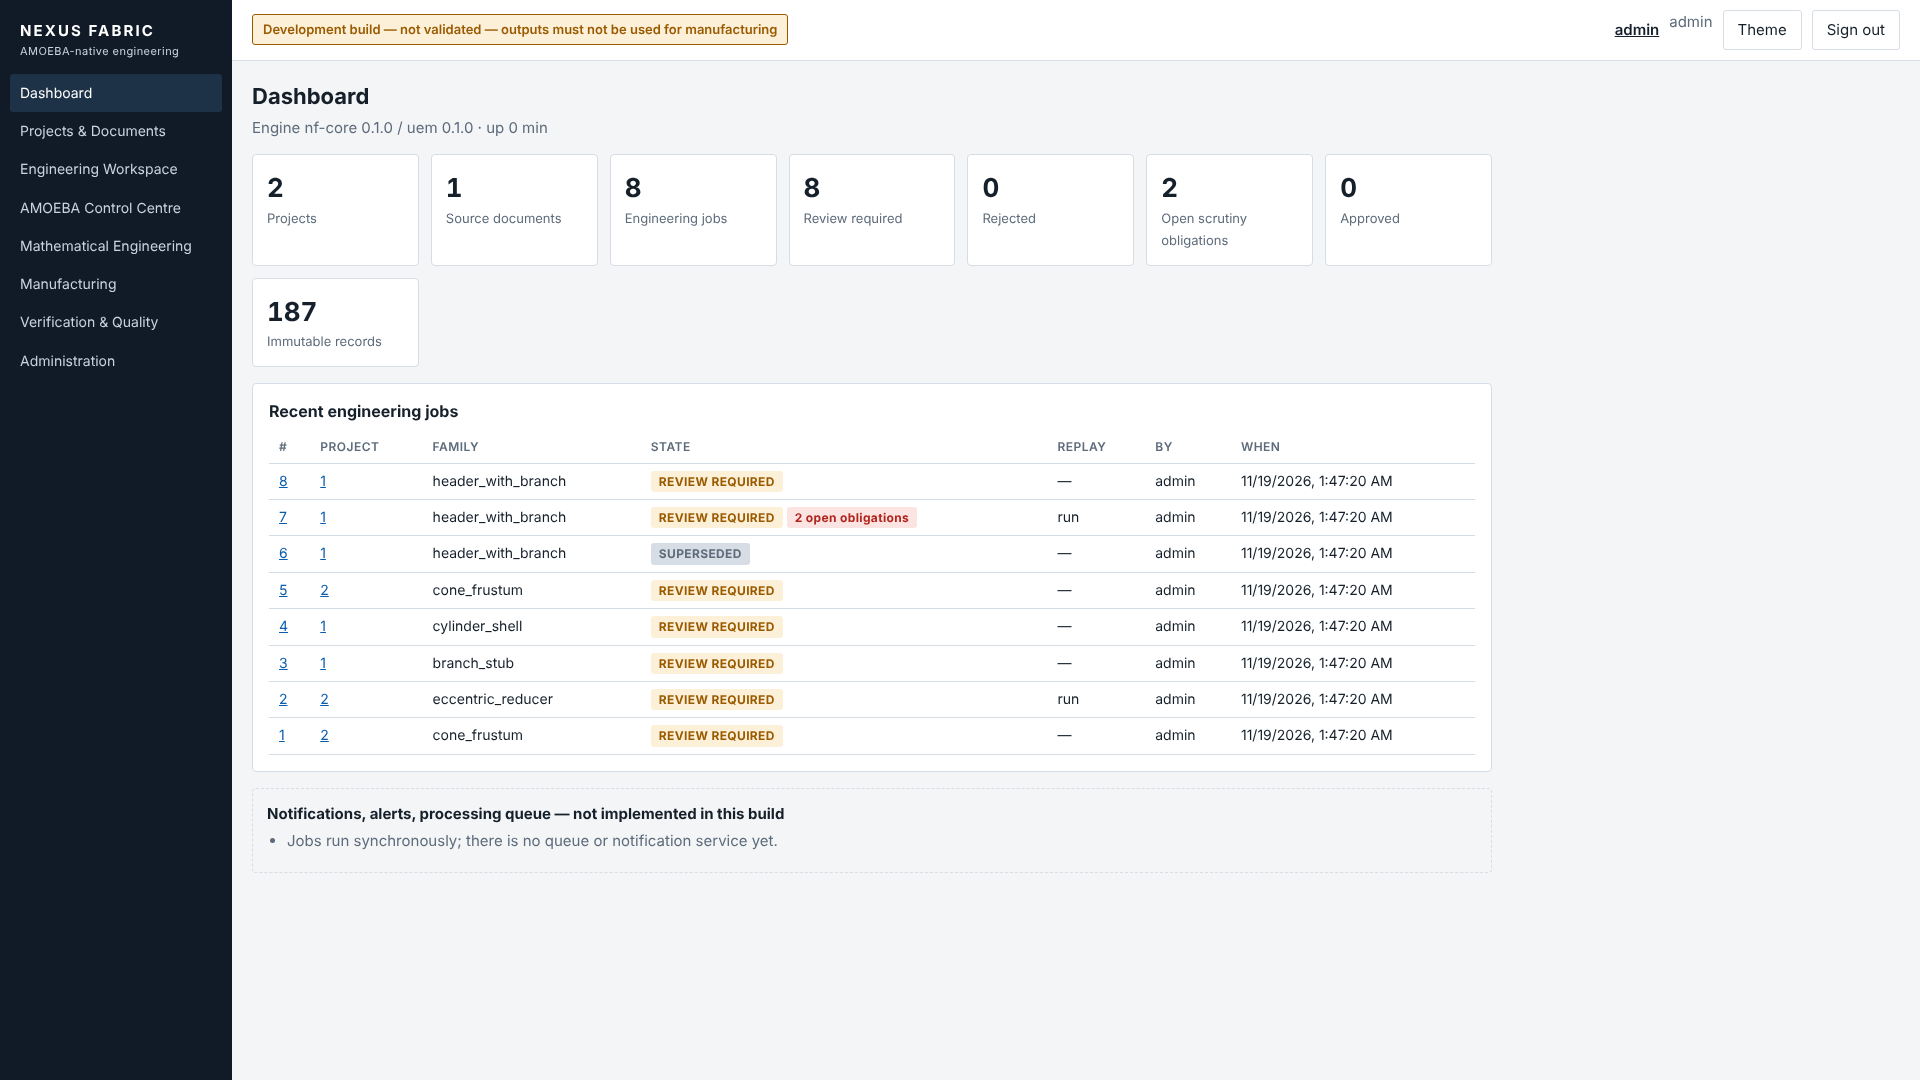 NEXUS FABRIC
AMOEBA-native engineering
Dashboard
Projects & Documents
Engineering Workspace
AMOEBA Control Centre
Mathematical Engineering
Manufacturing
Verification & Quality
Administration
Development build — not validated — outputs must not be used for manufacturing
admin admin Theme Sign out
Dashboard
Engine nf-core 0.1.0 / uem 0.1.0 · up 0 min
2
Projects
1
Source documents
8
Engineering jobs
8
Review required
0
Rejected
2
Open scrutiny
obligations
0
Approved
187
Immutable records
Recent engineering jobs
# PROJECT FAMILY STATE REPLAY BY WHEN
8 1 header_with_branch REVIEW REQUIRED — admin 11/19/2026, 1:47:20 AM
7 1 header_with_branch REVIEW REQUIRED 2 open obligations run admin 11/19/2026, 1:47:20 AM
6 1 header_with_branch SUPERSEDED — admin 11/19/2026, 1:47:20 AM
5 2 cone_frustum REVIEW REQUIRED — admin 11/19/2026, 1:47:20 AM
4 1 cylinder_shell REVIEW REQUIRED — admin 11/19/2026, 1:47:20 AM
3 1 branch_stub REVIEW REQUIRED — admin 11/19/2026, 1:47:20 AM
2 2 eccentric_reducer REVIEW REQUIRED run admin 11/19/2026, 1:47:20 AM
1 2 cone_frustum REVIEW REQUIRED — admin 11/19/2026, 1:47:20 AM
Notifications, alerts, processing queue — not implemented in this build
• Jobs run synchronously; there is no queue or notification service yet.